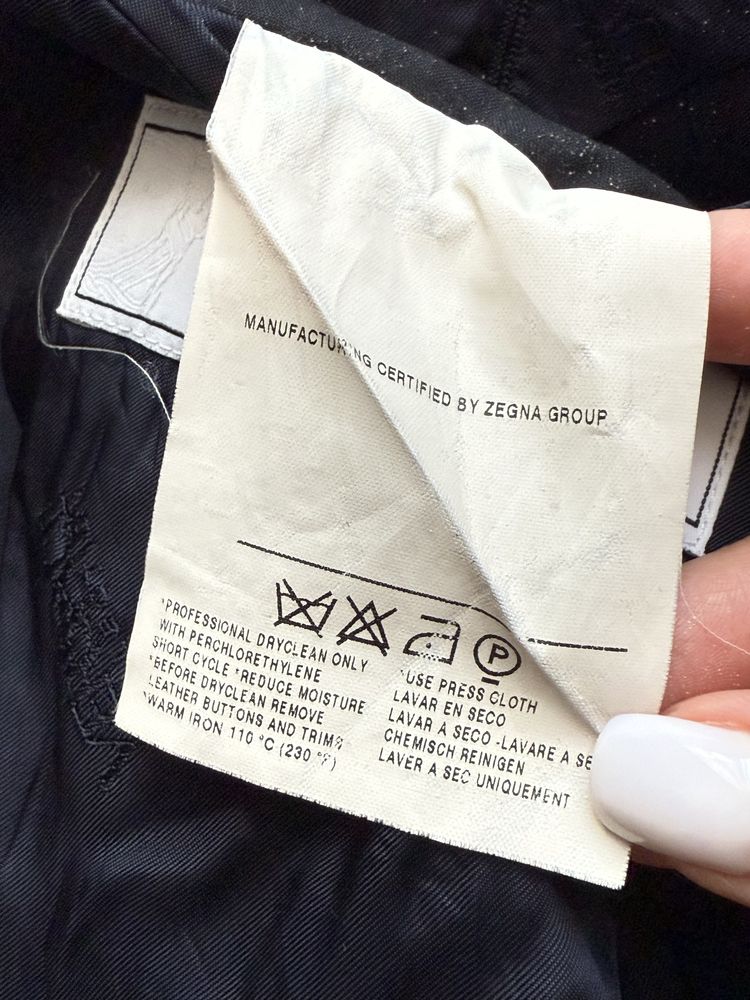 MANUFACTURING CERTIFIED BY ZEGNA GROUP
P
*PROFESSIONAL DRYCLEAN ONLY
WITH PERCHLORETHYLENE
SHORT CYCLE *REDUCE MOISTURE
*BEFORE DRYCLEAN REMOVE
LEATHER BUTTONS AND TRIMS
WARM IRON 110 °C (230 °F)
*USE PRESS CLOTH
LAVAR EN SECO
LAVAR A SECO -LAVARE A
CHEMISCH REINIGEN
LAVER A SEC UNIQUEMENT